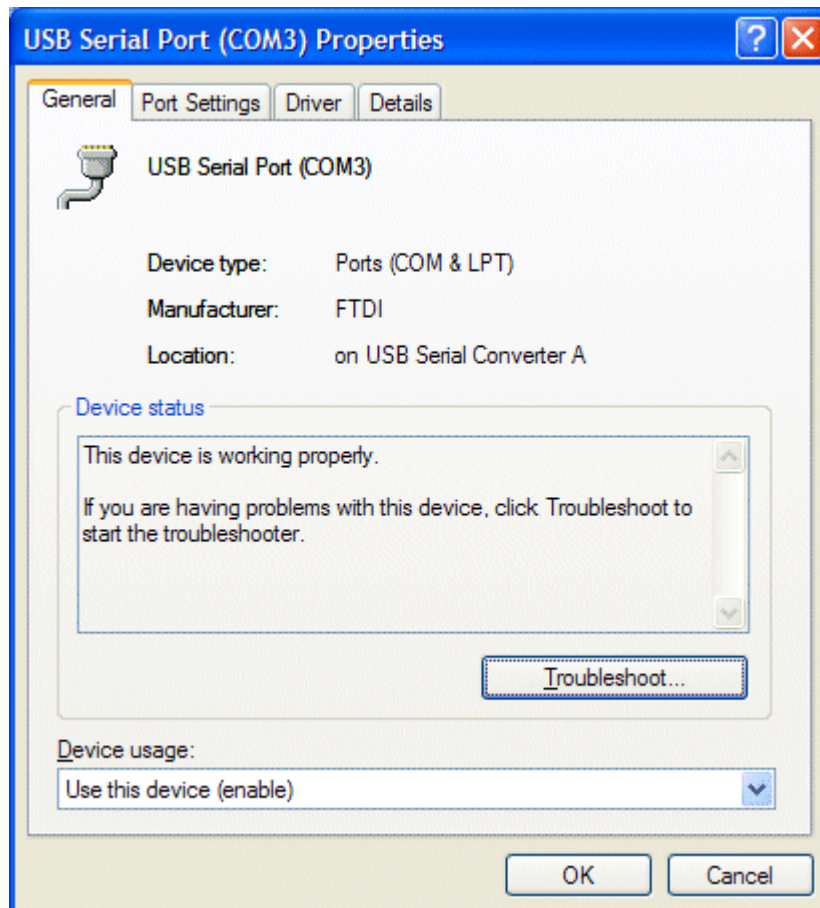 USB Serial Port (COM3) Properties
General Port Settings Driver Details
USB Serial Port (COM3)
Device type: Ports (COM & LPT)
Manufacturer: FTDI
Location: on USB Serial Converter A
Device status
This device is working properly.
If you are having problems with this device, click Troubleshoot to
start the troubleshooter.
Troubleshoot...
Device usage:
Use this device (enable)
OK Cancel